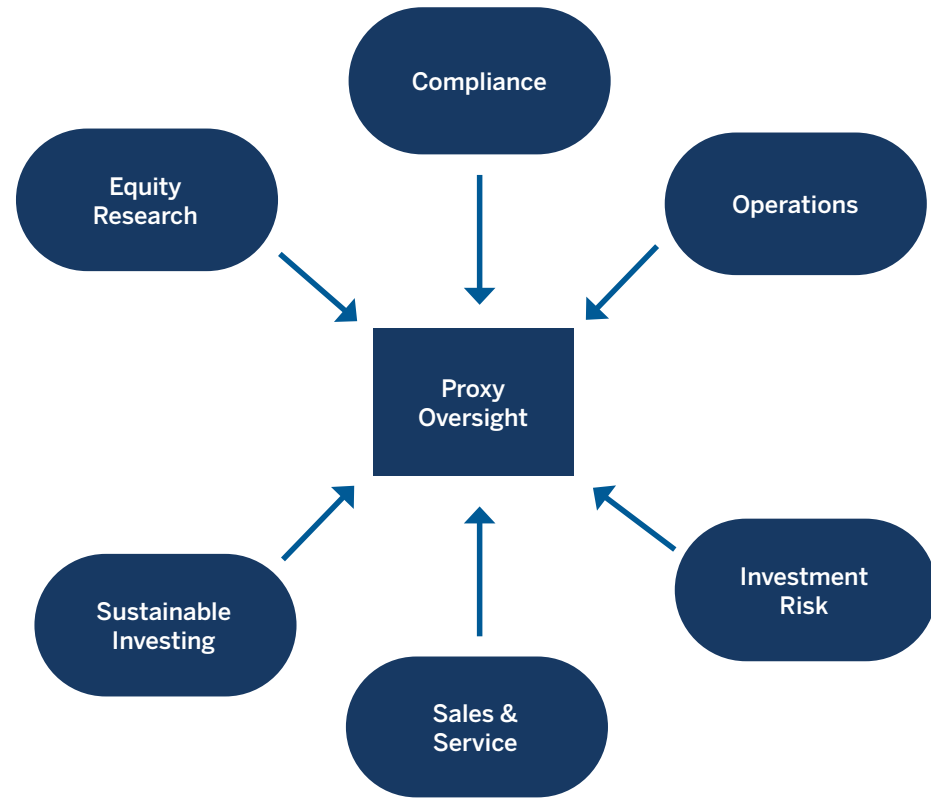 Compliance
Equity
Research
Operations
Proxy
Oversight
Sustainable
Investing
Investment
Risk
Sales &
Service